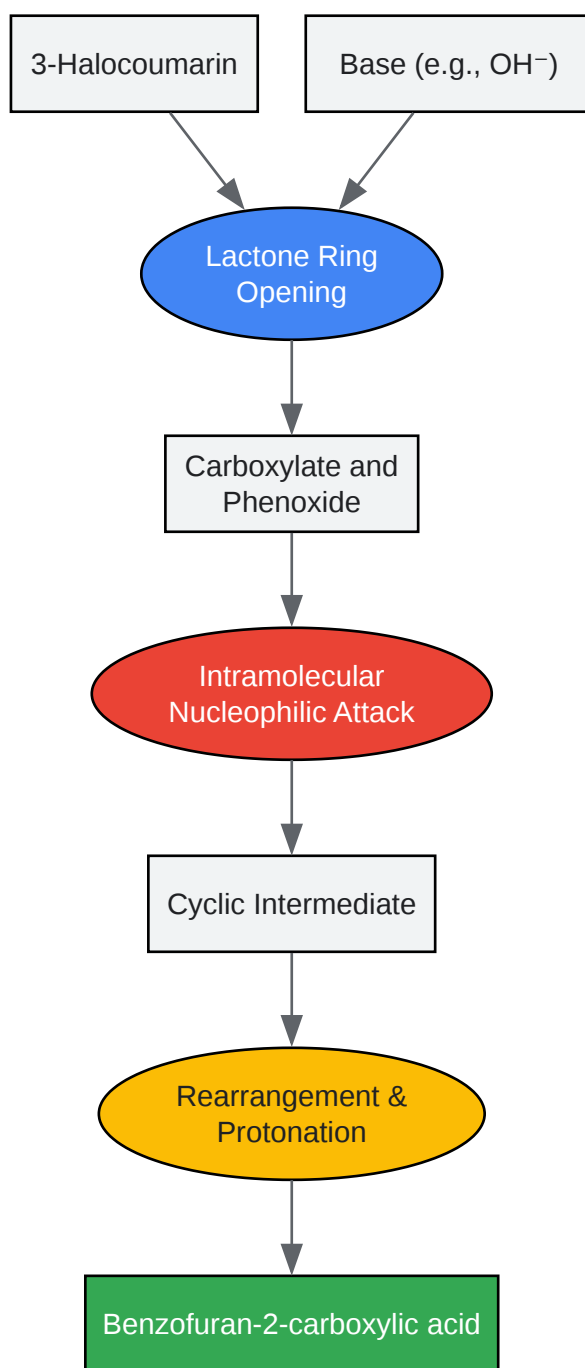 3-Halocoumarin
Base (e.g., OH⁻)
Lactone Ring
Opening
Carboxylate and
Phenoxide
Intramolecular
Nucleophilic Attack
Cyclic Intermediate
Rearrangement &
Protonation
Benzofuran-2-carboxylic acid